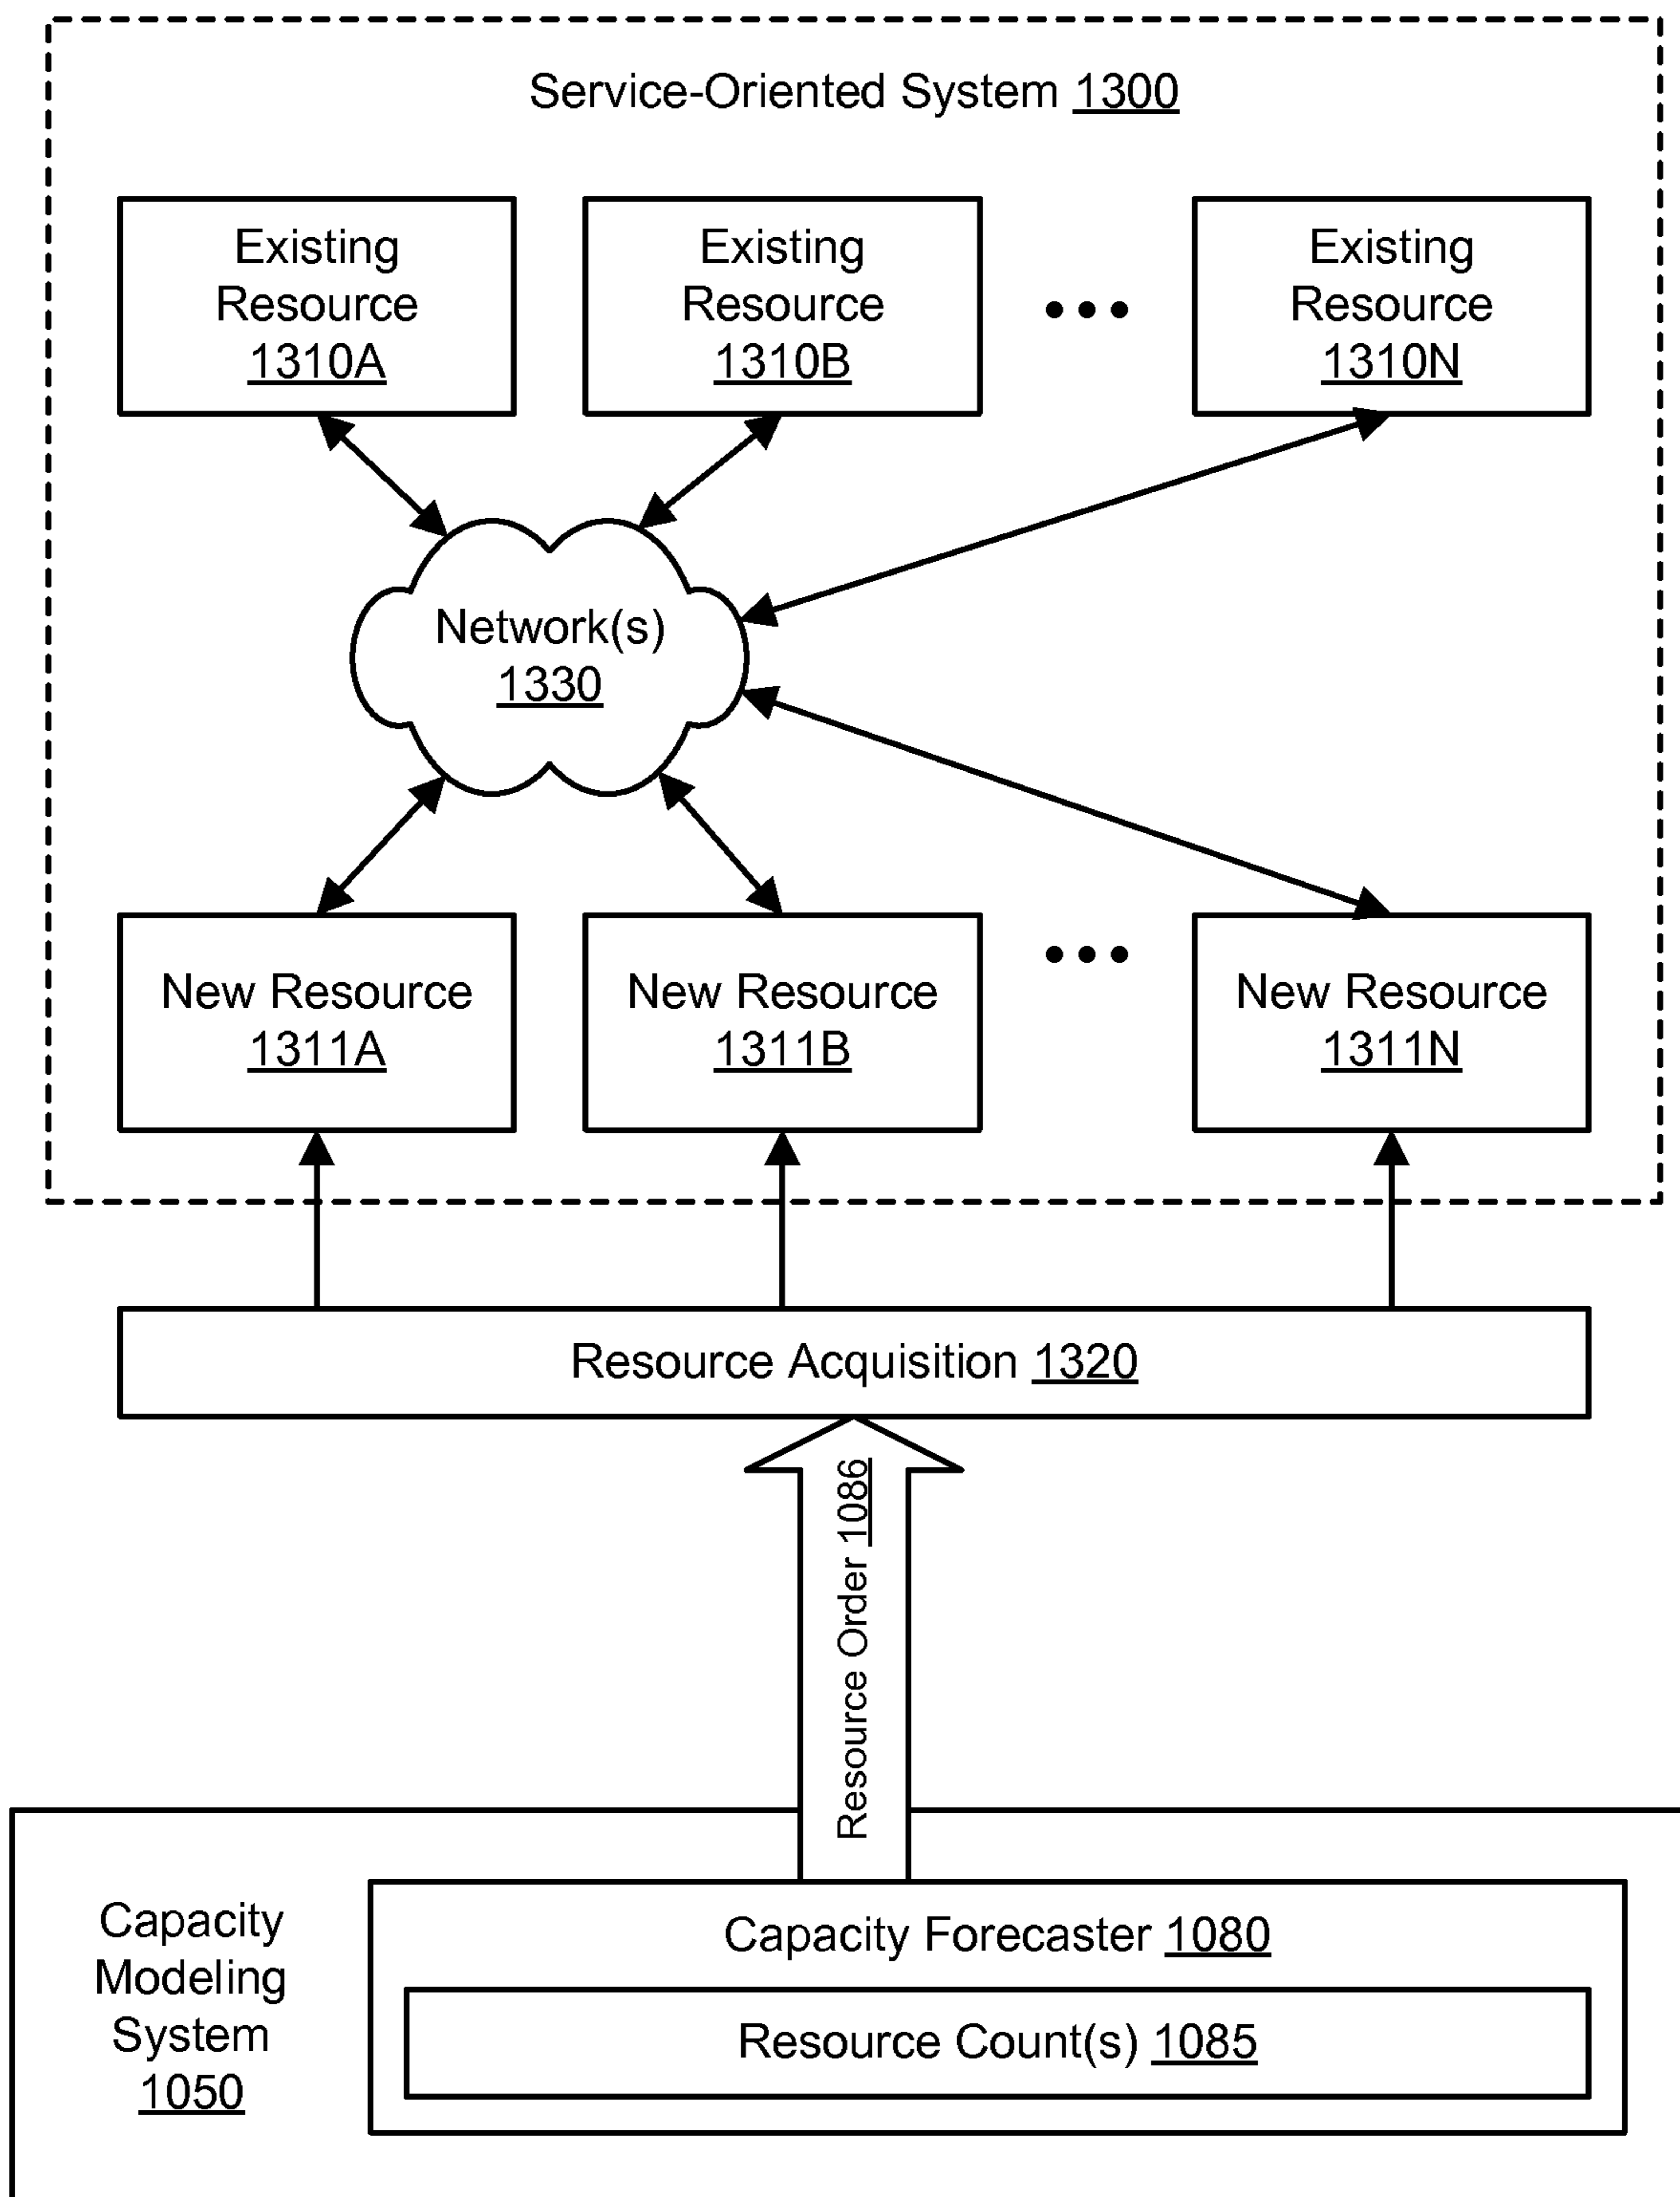 Service-Oriented System 1300
Existing
Resource
1310A
Existing
Resource
1310B
Existing
Resource
1310N
Network(s)
1330
New Resource
1311A
New Resource
1311B
New Resource
1311N
Resource Acquisition 1320
Resource Order 1086
Capacity
Modeling
System
1050
Capacity Forecaster 1080
Resource Count(s) 1085